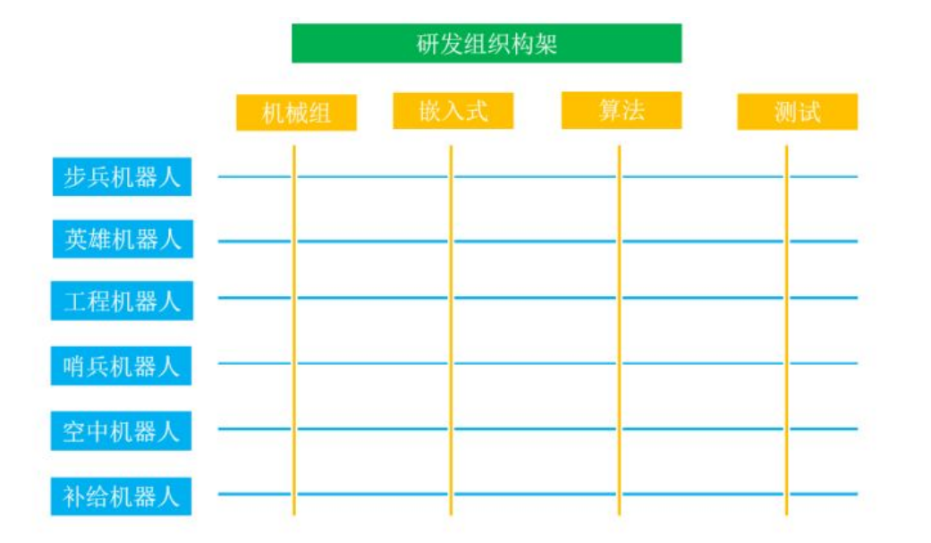 研发组织构架
机械组 嵌入式 算法 测试
步兵机器人
英雄机器人
工程机器人
哨兵机器人
空中机器人
补给机器人